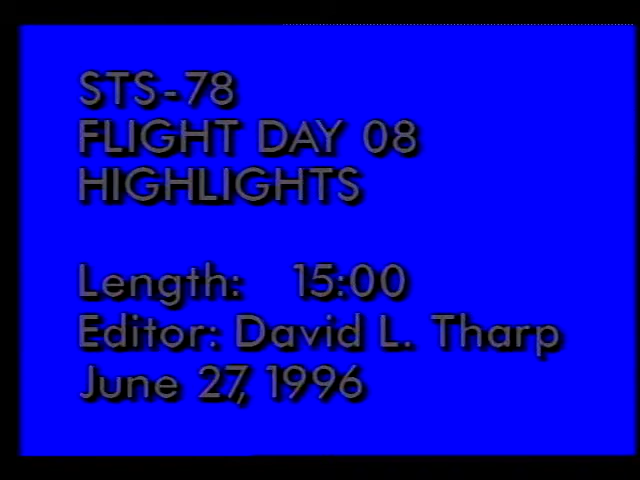 STS-78
FLIGHT DAY 08
HIGHLIGHTS
Length: 15:00
Editor: David L. Tharp
June 27, 1996